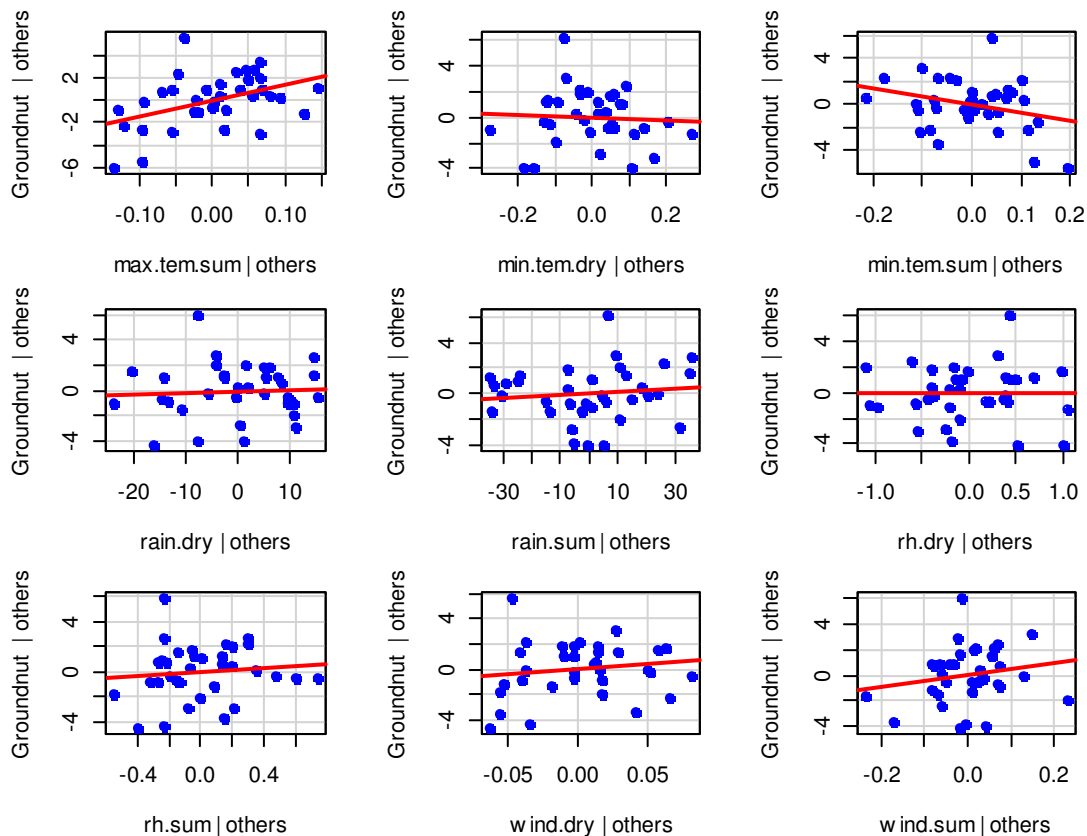 Groundnut | others
2
-2
-6
-0.10 0.00 0.10
max.tem.sum | others
Groundnut | others
4
0
-4
-0.2 0.0 0.2
min.tem.dry | others
Groundnut | others
4
0
-4
-0.2 0.0 0.1 0.2
min.tem.sum | others
Groundnut | others
4
0
-4
-20 0 10
rain.dry | others
Groundnut | others
4
0
-4
-30 -10 10 30
rain.sum | others
Groundnut | others
4
0
-4
-1.0 0.0 0.5 1.0
rh.dry | others
Groundnut | others
4
0
-4
-0.4 0.0 0.4
rh.sum | others
Groundnut | others
4
0
-4
-0.05 0.00 0.05
wind.dry | others
Groundnut | others
4
0
-4
-0.2 0.0 0.2
wind.sum | others